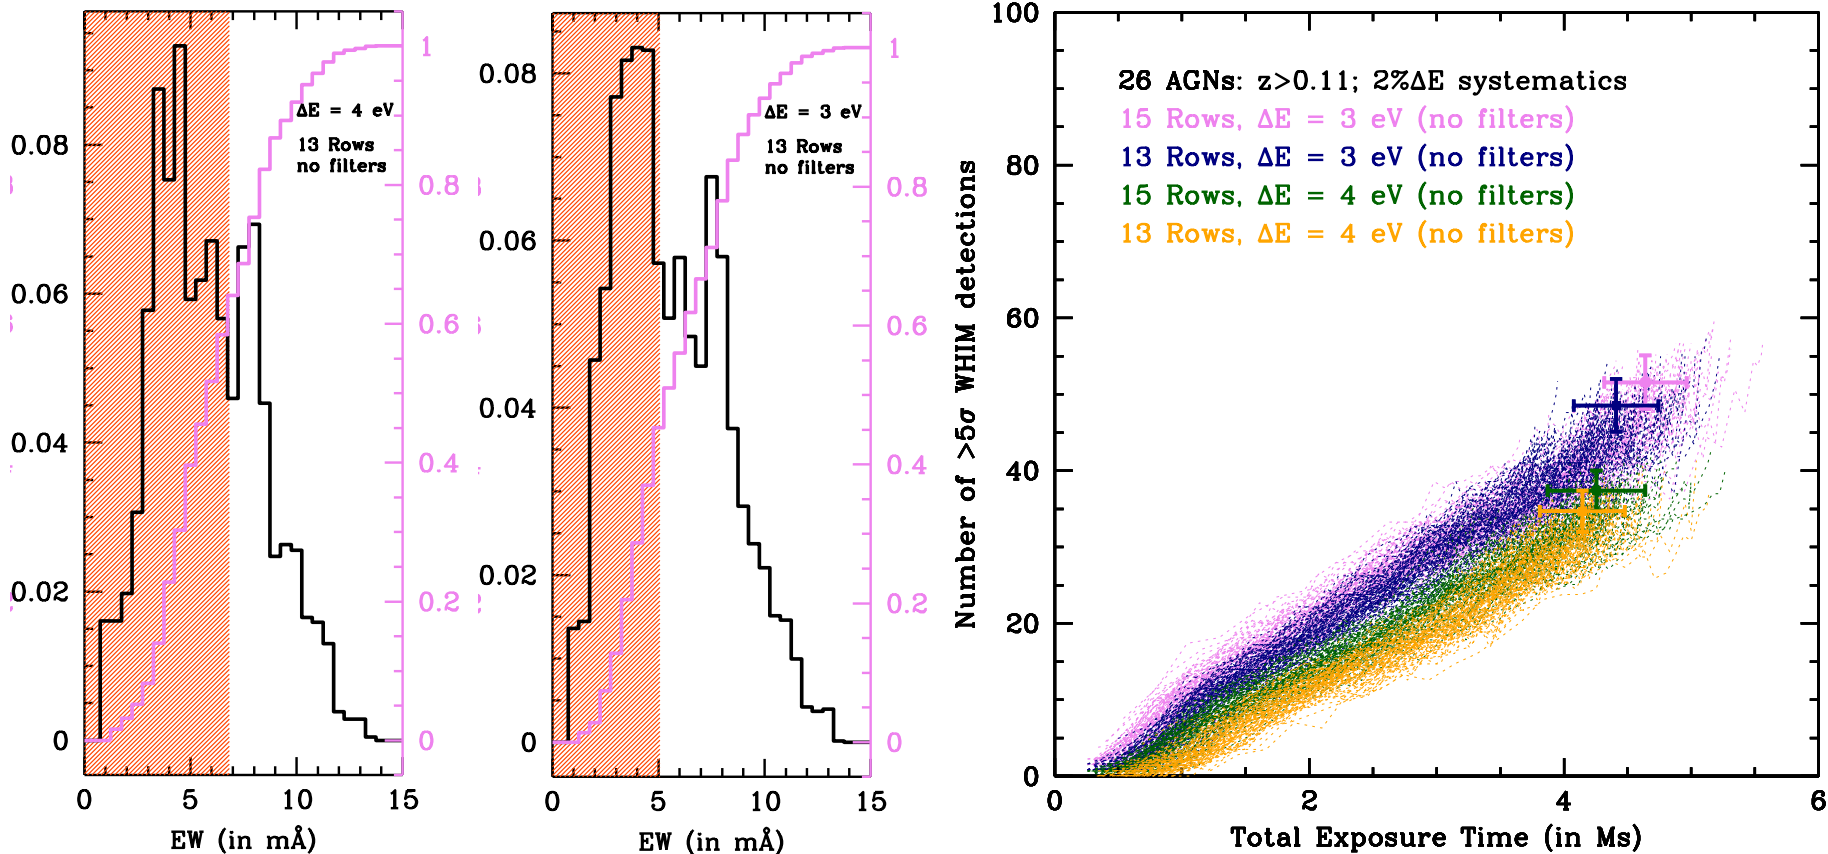 0.08
0.06
0.04
0.02
0
1
0.8
0.6
0.4
0.2
0
ΔE = 4 eV
13 Rows
no filters
0 5 10 15
EW (in mÅ)
0.08
0.06
0.04
0.02
0
1
0.8
0.6
0.4
0.2
0
ΔE = 3 eV
13 Rows
no filters
0 5 10 15
EW (in mÅ)
Number of >5σ WHIM detections
100
80
60
40
20
0
26 AGNs: z>0.11; 2%ΔE systematics
15 Rows, ΔE = 3 eV (no filters)
13 Rows, ΔE = 3 eV (no filters)
15 Rows, ΔE = 4 eV (no filters)
13 Rows, ΔE = 4 eV (no filters)
0 2 4 6
Total Exposure Time (in Ms)